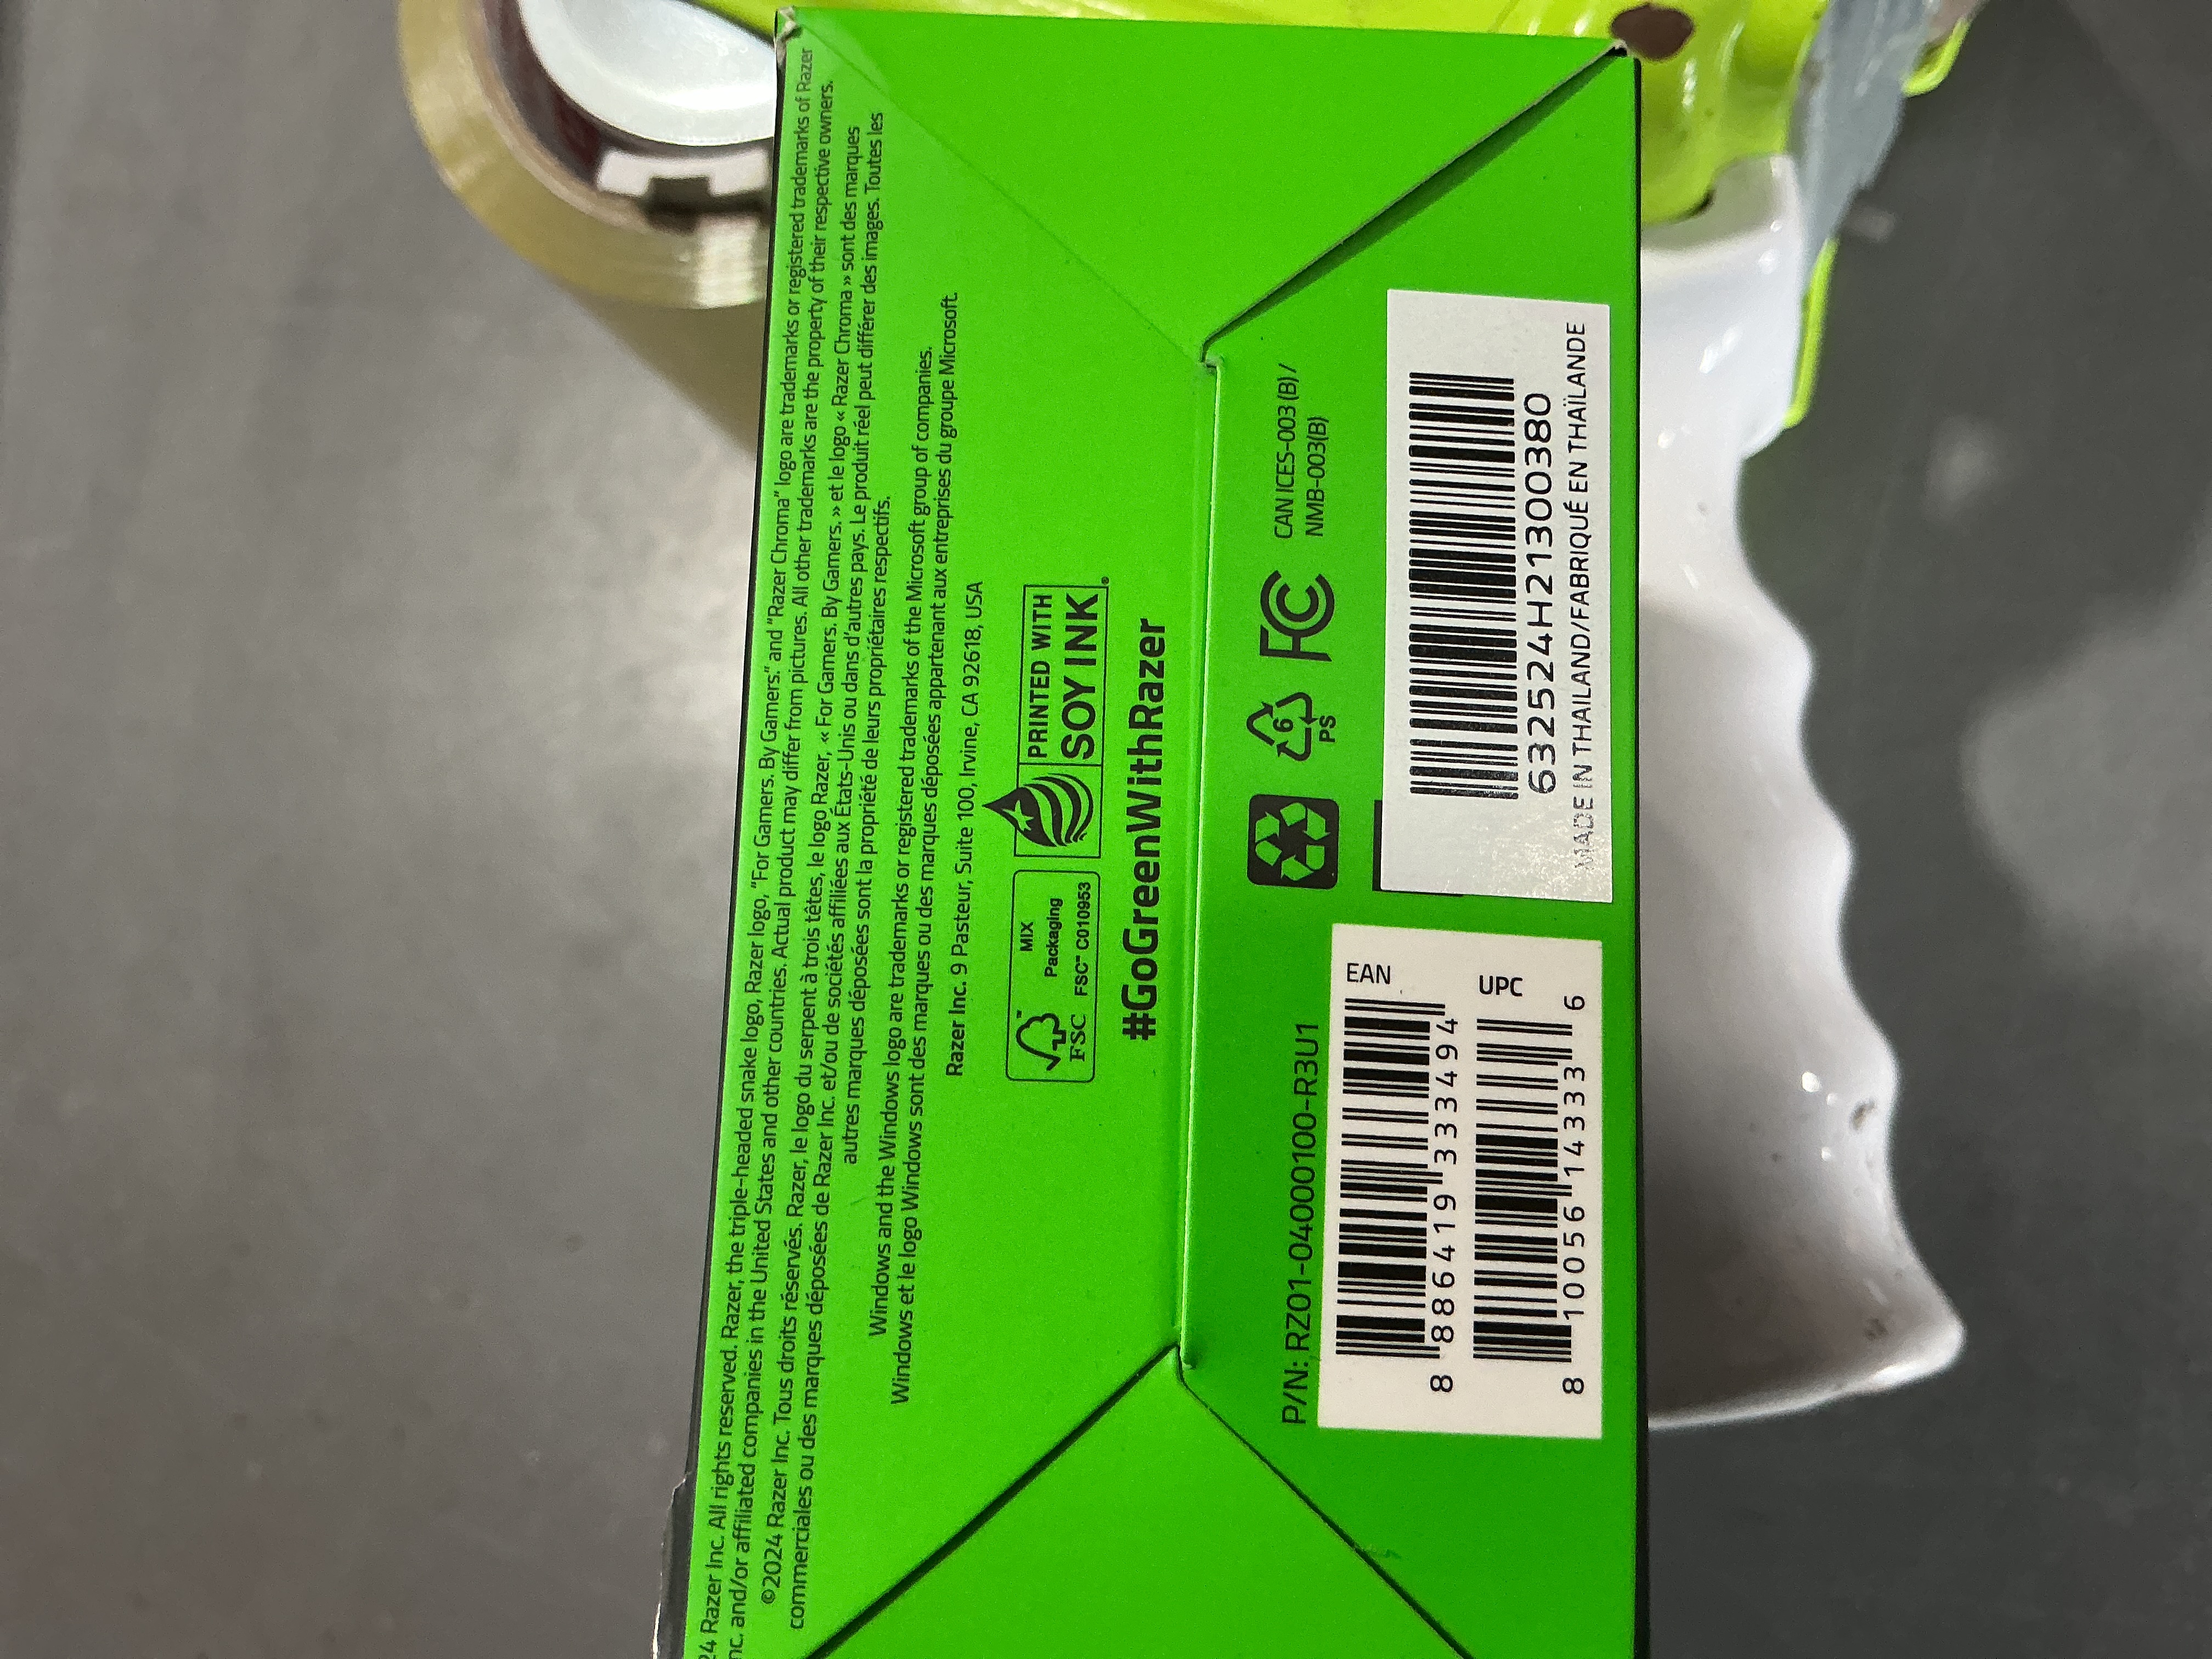 24 Razer Inc. All rights reserved. Razer, the triple-headed snake logo, Razer logo, "For Gamers. By Gamers." and "Razer Chroma" logo are trademarks or registered trademarks of Razer
nc. and/or affiliated companies in the United States and other countries. Actual product may differ from pictures. All other trademarks are the property of their respective owners.
©2024 Razer Inc. Tous droits réservés. Razer, le logo du serpent à trois têtes, le logo Razer, « For Gamers. By Gamers. » et le logo « Razer Chroma » sont des marques
commerciales ou des marques déposées de Razer Inc. et/ou de sociétés affiliées aux États-Unis ou dans d'autres pays. Le produit réel peut différer des images. Toutes les
autres marques déposées sont la propriété de leurs propriétaires respectifs.
Windows and the Windows logo are trademarks or registered trademarks of the Microsoft group of companies.
Windows et le logo Windows sont des marques ou des marques déposées appartenant aux entreprises du groupe Microsoft.
Razer Inc. 9 Pasteur, Suite 100, Irvine, CA 92618, USA
FSC™
MIX
Packaging
FSC™ C010953
PRINTED WITH
SOY INK®
#GoGreenWithRazer
P/N: RZ01-04000100-R3U1
6
PS
FC
CAN ICES-003 (B)/
NMB-003(B)
EAN
8 886419 333494
UPC
8 10056 14333 6
632524H21300380
MADE IN THAILAND/FABRIQUÉ EN THAÏLANDE